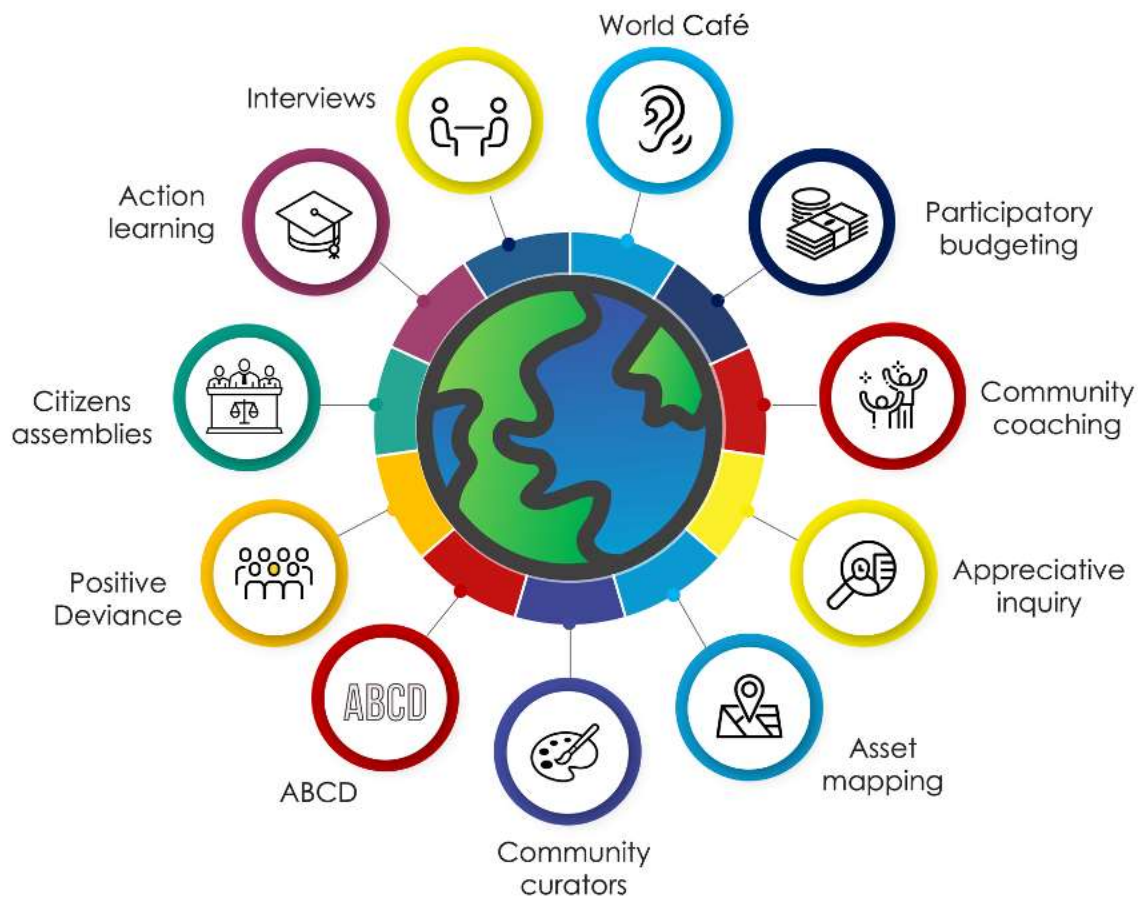 World Café
Interviews
Action
learning
Participatory
budgeting
Citizens
assemblies
Community
coaching
Positive
Deviance
Appreciative
inquiry
ABCD
ABCD
Asset
mapping
Community
curators